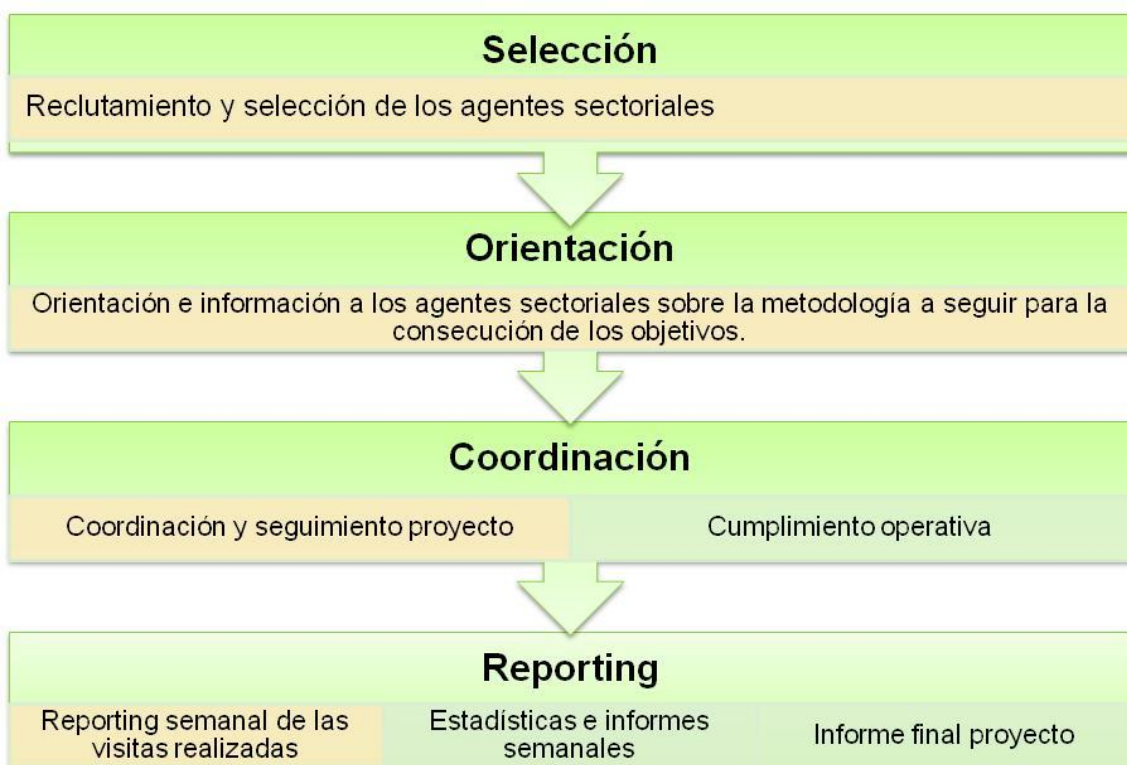 Selección
Reclutamiento y selección de los agentes sectoriales
Orientación
Orientación e información a los agentes sectoriales sobre la metodología a seguir para la
consecución de los objetivos.
Coordinación
Coordinación y seguimiento proyecto
Cumplimiento operativa
Reporting
Reporting semanal de las
visitas realizadas
Estadísticas e informes
semanales
Informe final proyecto